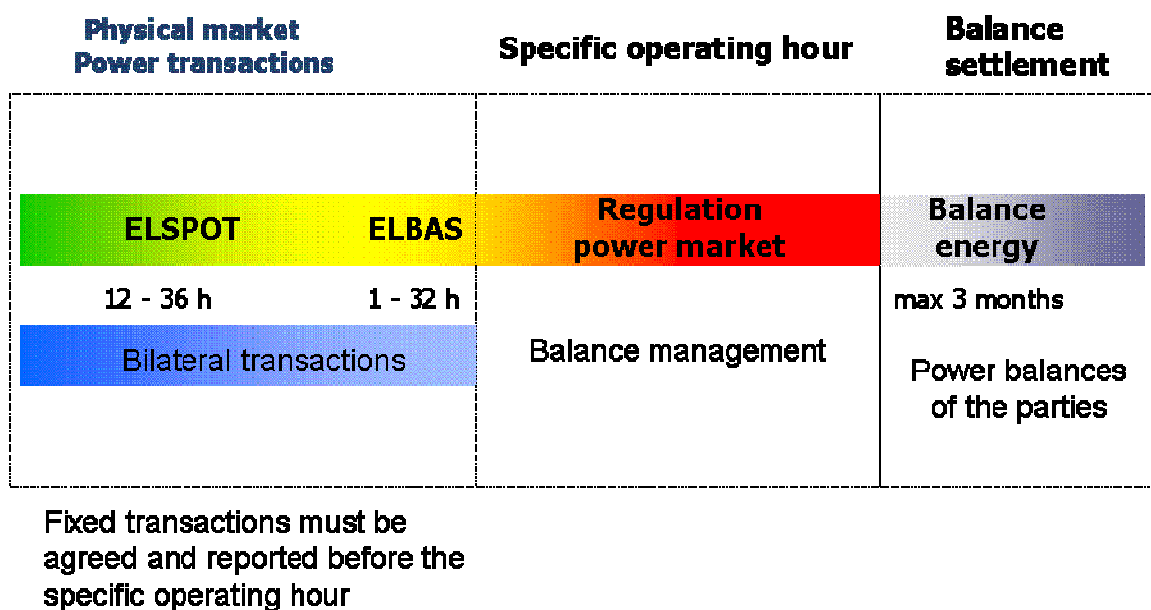 Physical market
Power transactions
Specific operating hour
Balance
settlement
ELSPOT
ELBAS
Regulation
power market
Balance
energy
12 - 36 h
1 - 32 h
max 3 months
Bilateral transactions
Balance management
Power balances
of the parties
Fixed transactions must be
agreed and reported before the
specific operating hour